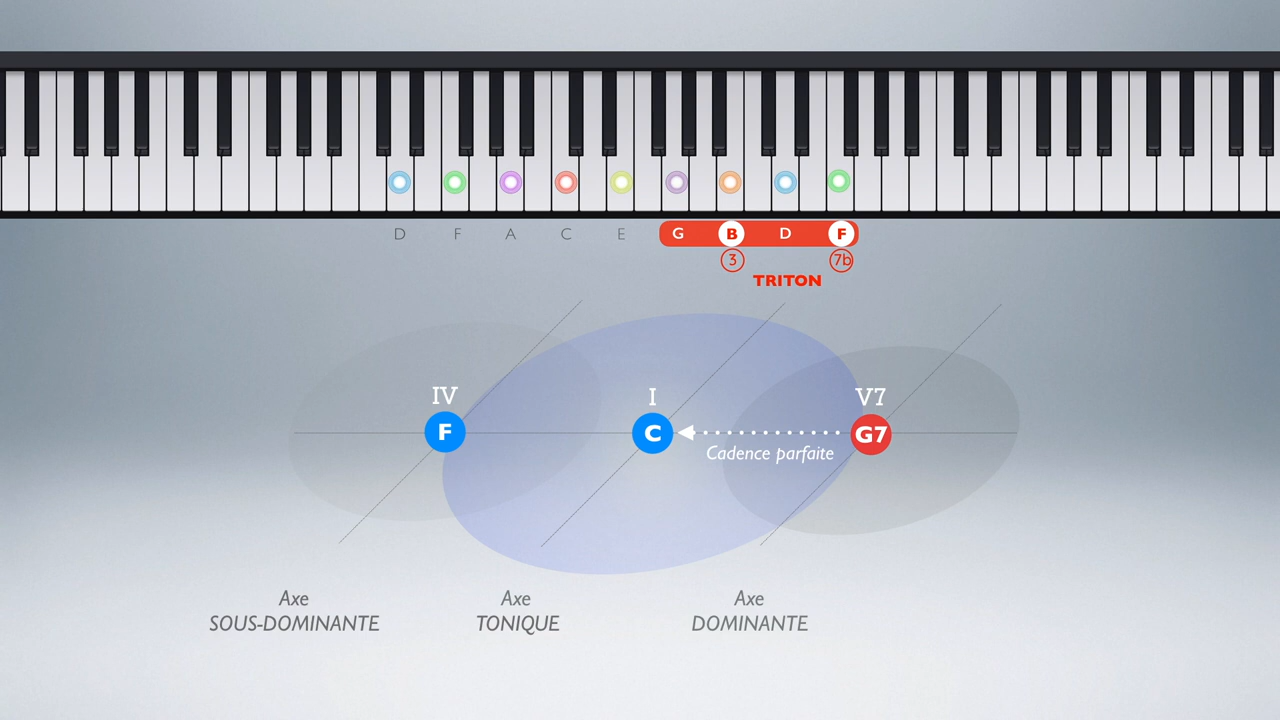 D F A C E G B D F
3 7b
TRITON
IV I V7
F C G7
Cadence parfaite
Axe Axe Axe
SOUS-DOMINANTE TONIQUE DOMINANTE